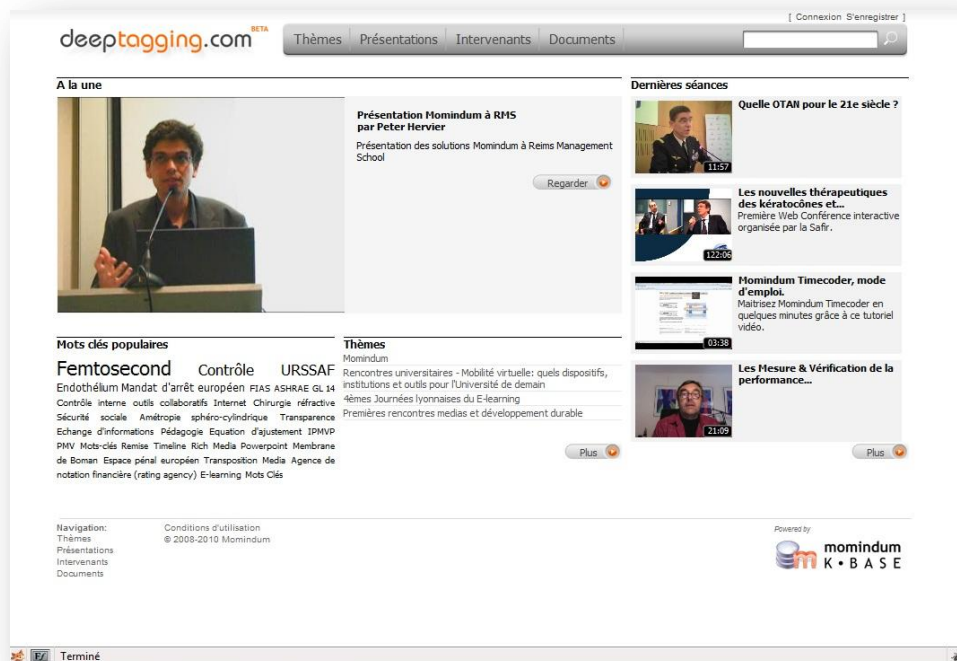 [ Connexion S'enregistrer ]
deeptagging.com BETA
Thèmes Présentations Intervenants Documents
A la une
Présentation Momindum à RMS
par Peter Hervier
Présentation des solutions Momindum à Reims Management
School
Regarder
Dernières séances
Quelle OTAN pour le 21e siècle ?
11:57
Les nouvelles thérapeutiques
des kératocônes et...
Première Web Conférence interactive
organisée par la Safir.
122:06
Momindum Timecoder, mode
d'emploi.
Maitrisez Momindum Timecoder en
quelques minutes grâce à ce tutoriel
vidéo.
03:38
Les Mesure & Vérification de la
performance...
21:09
Plus
Mots clés populaires
Femtosecond Contrôle URSSAF
Endothélium Mandat d'arrêt européen FIAS ASHRAE GL 14
Contrôle interne outils collaboratifs Internet Chirurgie réfractive
Sécurité sociale Amétropie sphéro-cylindrique Transparence
Echange d'informations Pédagogie Equation d'ajustement IPMVP
PMV Mots-clés Remise Timeline Rich Media Powerpoint Membrane
de Boman Espace pénal européen Transposition Media Agence de
notation financière (rating agency) E-learning Mots Clés
Thèmes
Momindum
Rencontres universitaires - Mobilité virtuelle: quels dispositifs,
institutions et outils pour l'Université de demain
4èmes Journées lyonnaises du E-learning
Premières rencontres medias et développement durable
Plus
Navigation:
Thèmes
Présentations
Intervenants
Documents
Conditions d'utilisation
© 2008-2010 Momindum
Powered by
momindum
K•BASE
Terminé